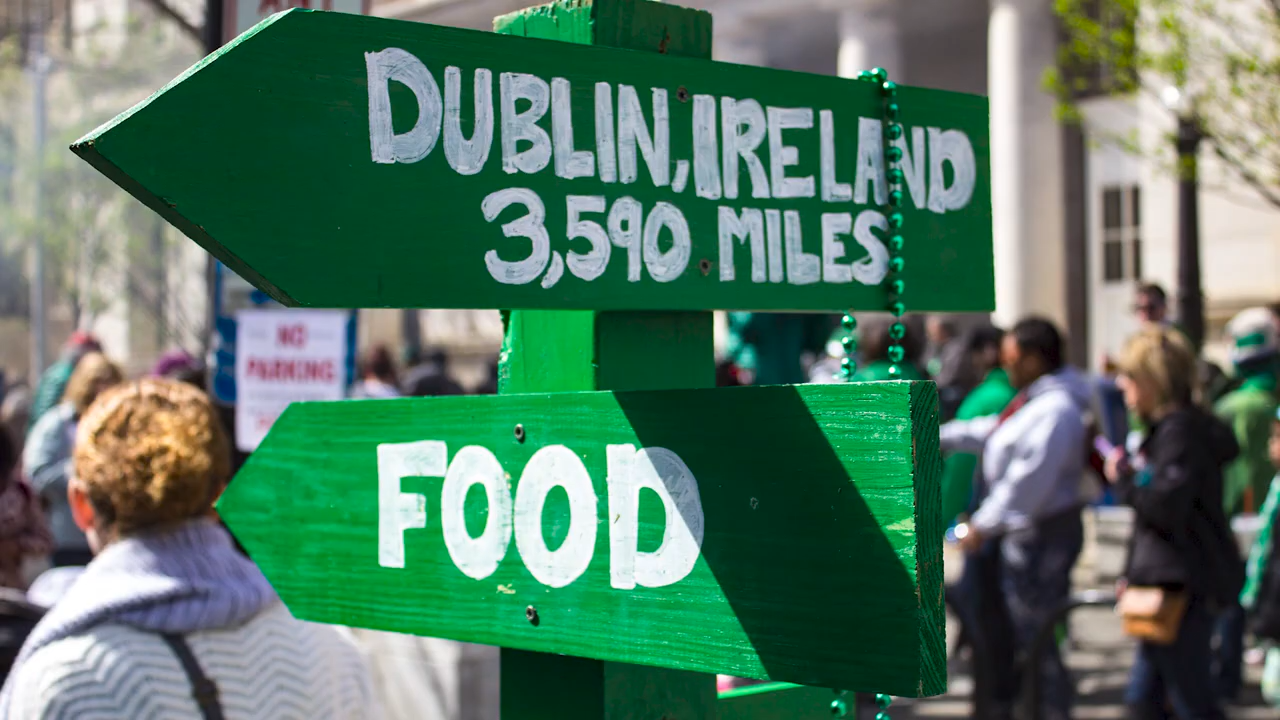 DUBLIN, IRELAND
3,590 MILES
NO
PARKING
FOOD